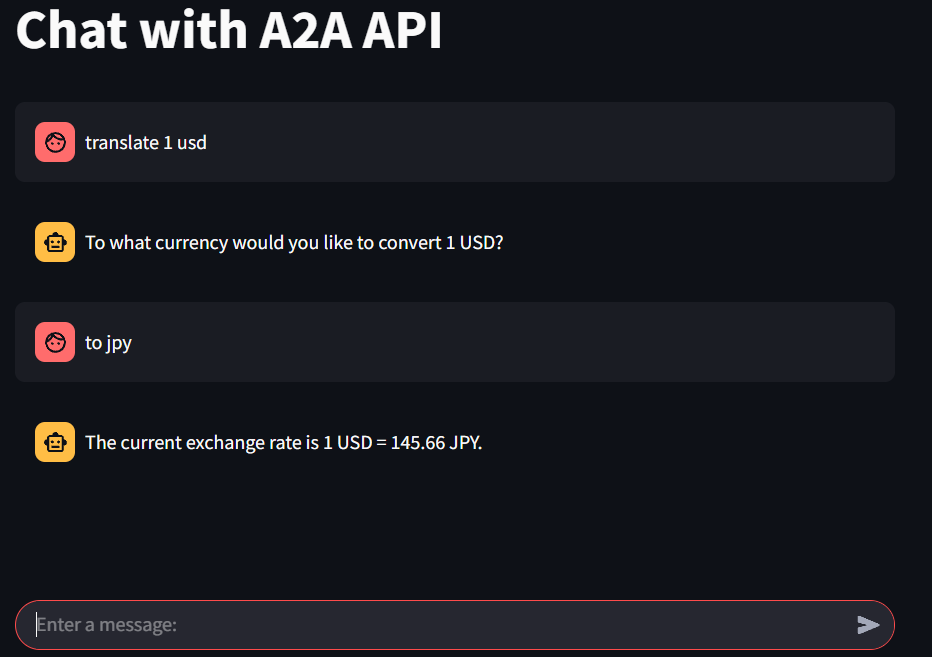 Chat with A2A API
translate 1 usd
To what currency would you like to convert 1 USD?
to jpy
The current exchange rate is 1 USD = 145.66 JPY.
Enter a message: